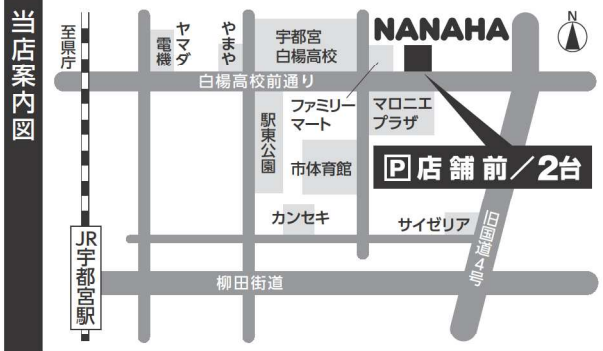 当店案内図
至県庁
ヤマダ
電機
やまや
宇都宮
白楊高校
NANAHA
N
白楊高校前通り
ファミリー
マート
マロニエ
プラザ
駅東公園
市体育館
P店舗前／2台
カンセキ
サイゼリア
旧国道4号
JR宇都宮駅
柳田街道